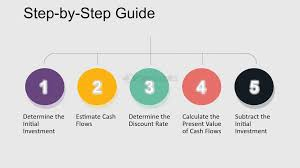 Step-by-Step Guide
1
2
3
4
5
Determine the
Initial
Investment
Estimate Cash
Flows
Determine the
Discount Rate
Calculate the
Present Value
of Cash Flows
Subtract the
Initial
Investment